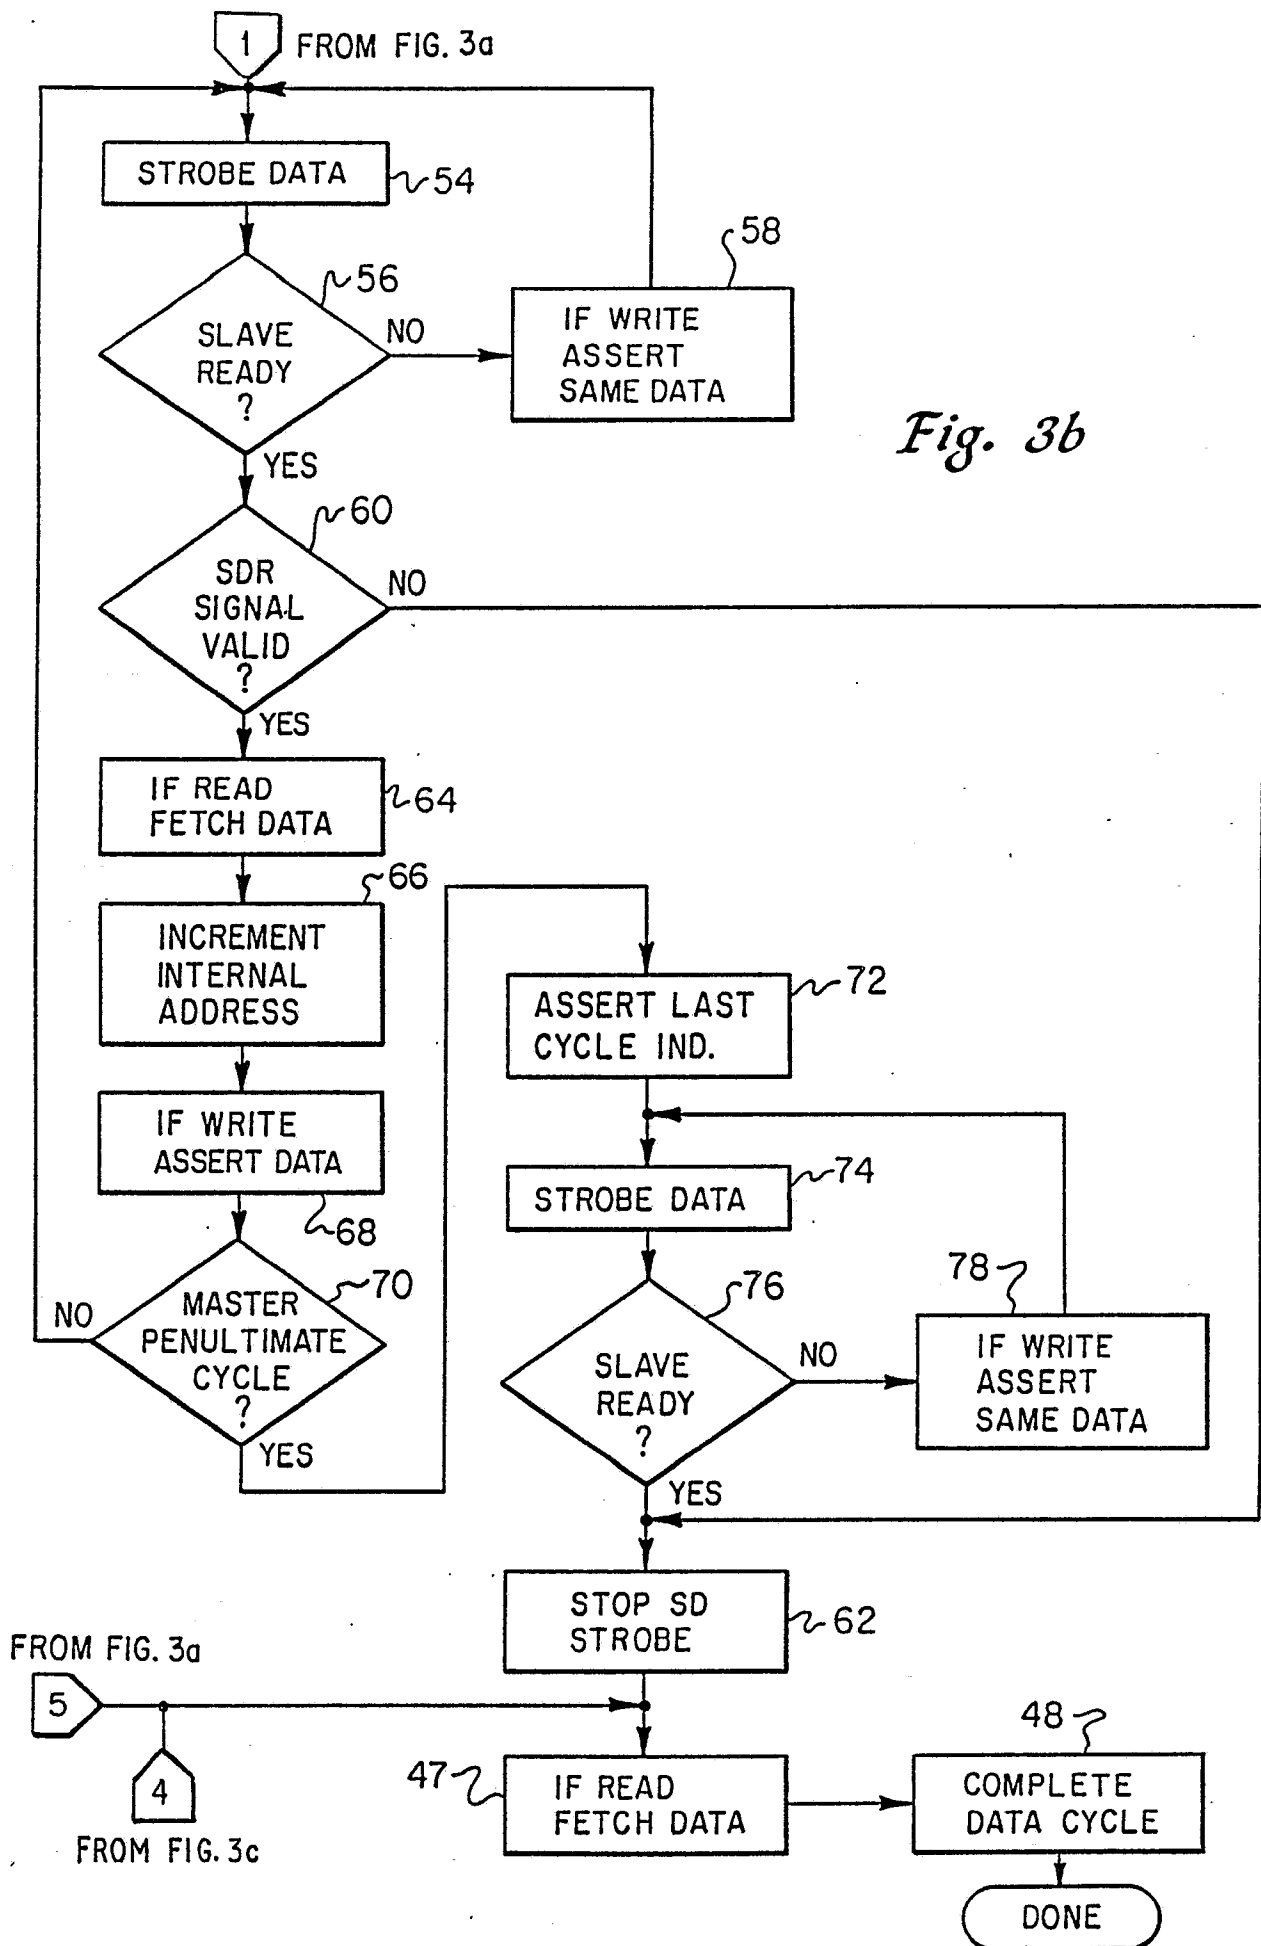 1
FROM FIG. 3a
STROBE DATA
54
56
SLAVE
READY
?
NO
58
IF WRITE
ASSERT
SAME DATA
Fig. 3b
YES
60
SDR
SIGNAL
VALID
?
NO
YES
IF READ
FETCH DATA
64
66
INCREMENT
INTERNAL
ADDRESS
IF WRITE
ASSERT DATA
68
70
MASTER
PENULTIMATE
CYCLE
?
NO
YES
ASSERT LAST
CYCLE IND.
72
STROBE DATA
74
76
SLAVE
READY
?
NO
78
IF WRITE
ASSERT
SAME DATA
YES
STOP SD
STROBE
62
FROM FIG. 3a
5
4
FROM FIG. 3c
47
IF READ
FETCH DATA
48
COMPLETE
DATA CYCLE
DONE